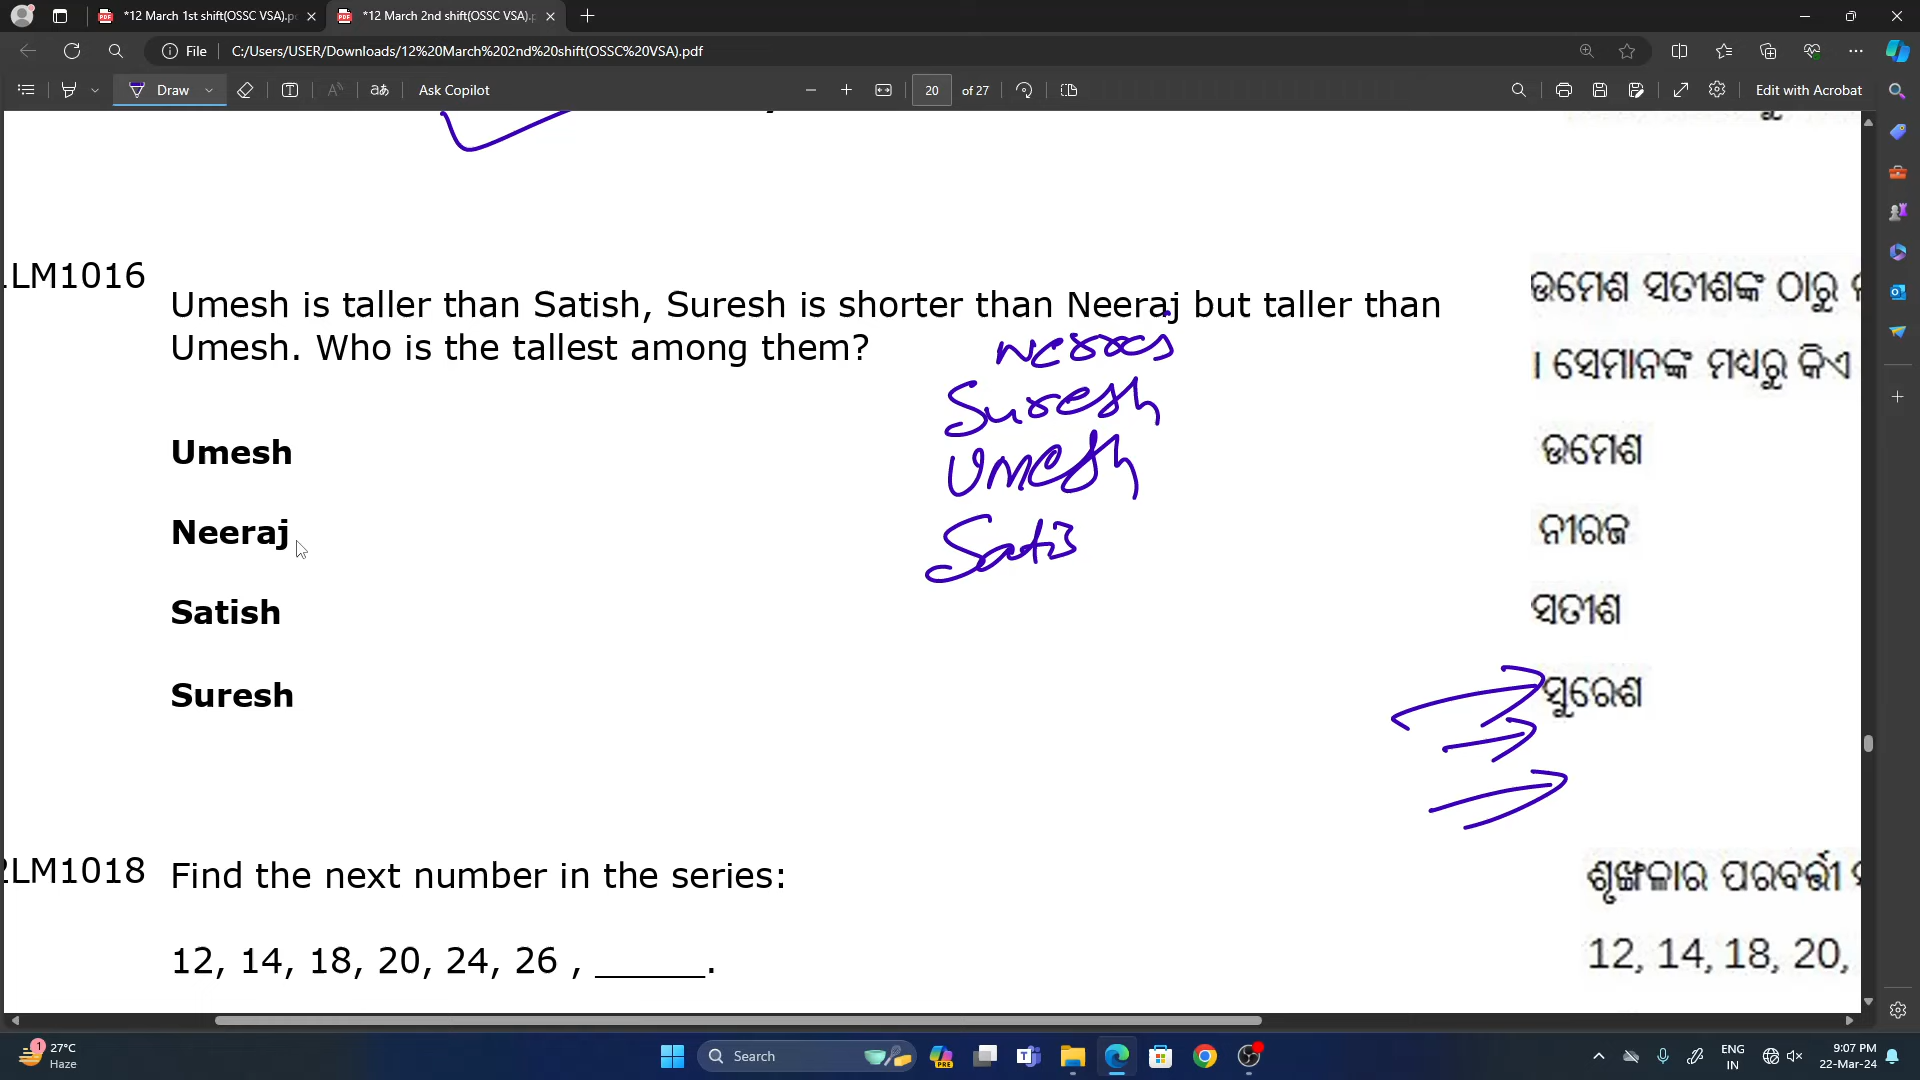 *12 March 1st shift(OSSC VSA).p
*12 March 2nd shift(OSSC VSA).p
File
C:/Users/USER/Downloads/12%20March%202nd%20shift(OSSC%20VSA).pdf
Draw
Ask Copilot
20
of 27
Edit with Acrobat
LM1016
Umesh is taller than Satish, Suresh is shorter than Neeraj but taller than
Umesh. Who is the tallest among them?
Suresh
Umesh
Satis
ଉମେଶ ସତୀଶଙ୍କ ଠାରୁ
। ସେମାନଙ୍କ ମଧ୍ୟରୁ କିଏ
Umesh
ଉମେଶ
Neeraj
ନୀରଜ
Satish
ସତୀଶ
Suresh
ସୁରେଶ
LM1018
Find the next number in the series:
ଶୃଙ୍ଖଳାର ପରବର୍ତ୍ତୀ
12, 14, 18, 20, 24, 26 , ______.
12, 14, 18, 20,
1
27°C
Haze
Search
PRE
ENG
IN
9:07 PM
22-Mar-24